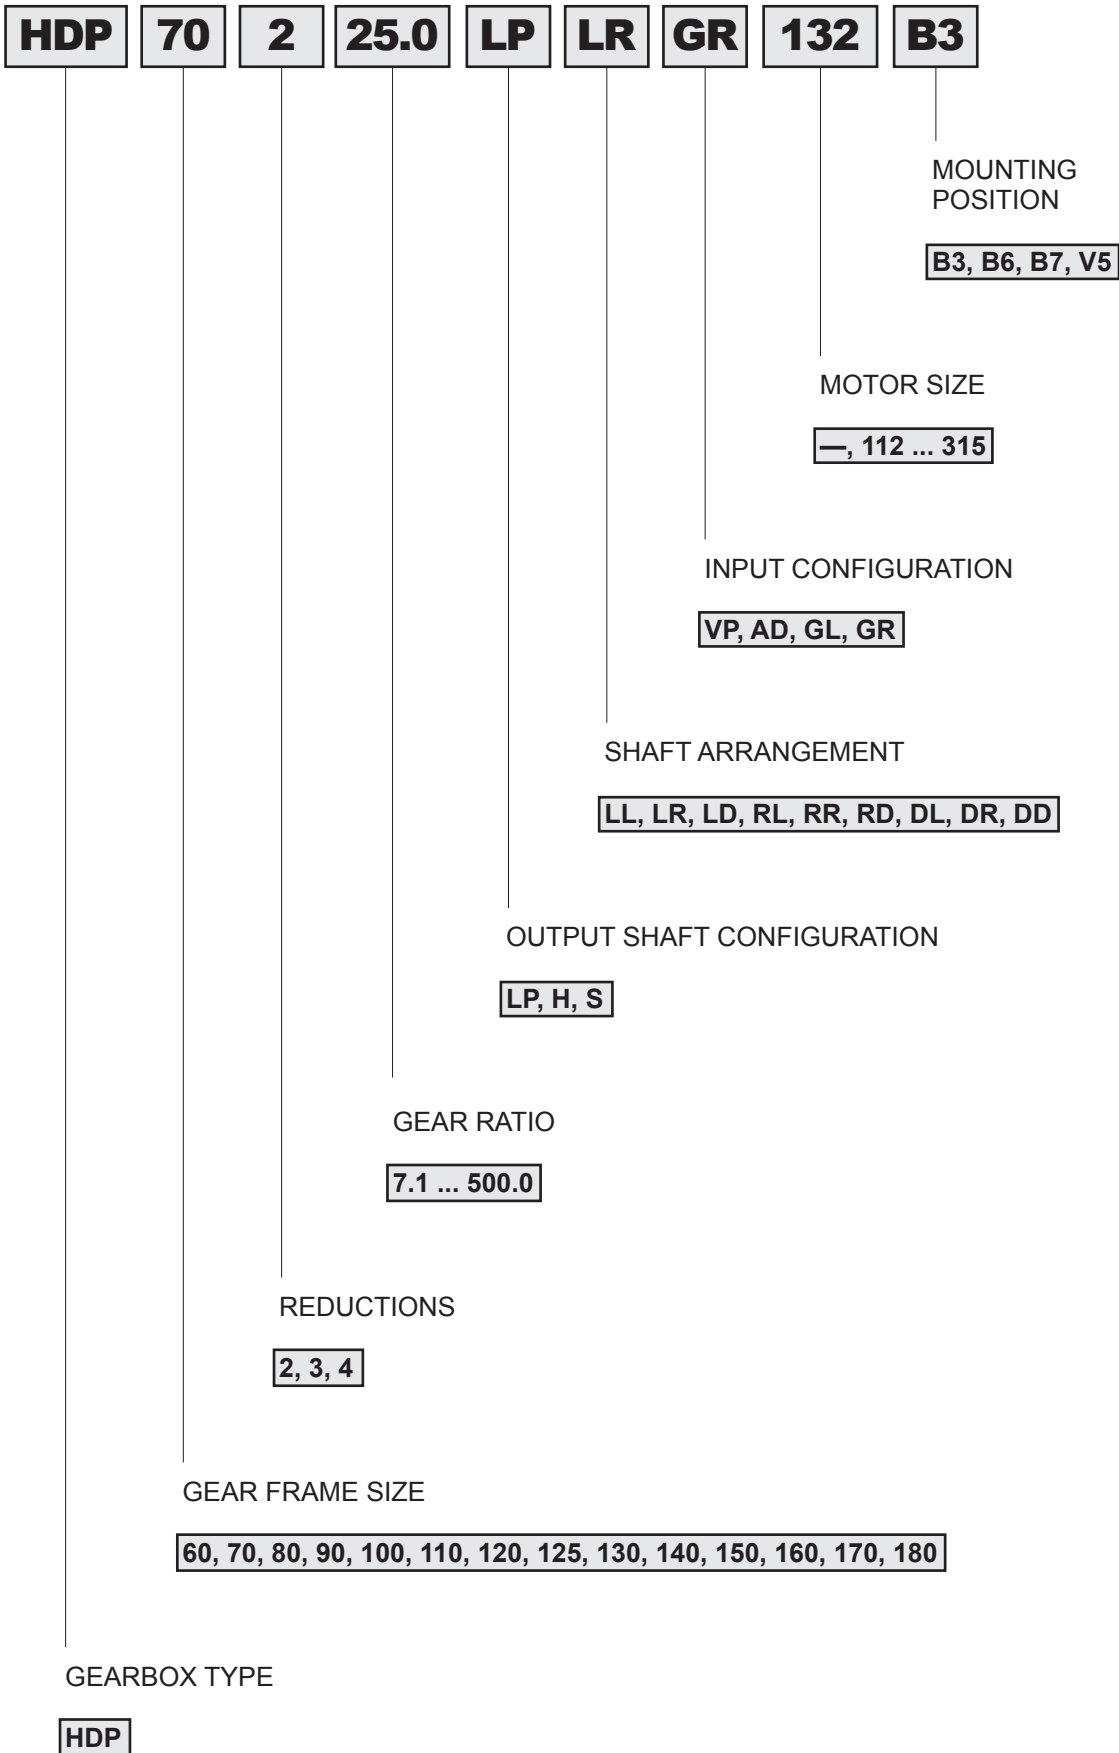 HDP 70 2 25.0 LP LR GR 132 B3
MOUNTING
POSITION
B3, B6, B7, V5
MOTOR SIZE
—, 112 ... 315
INPUT CONFIGURATION
VP, AD, GL, GR
SHAFT ARRANGEMENT
LL, LR, LD, RL, RR, RD, DL, DR, DD
OUTPUT SHAFT CONFIGURATION
LP, H, S
GEAR RATIO
7.1 ... 500.0
REDUCTIONS
2, 3, 4
GEAR FRAME SIZE
60, 70, 80, 90, 100, 110, 120, 125, 130, 140, 150, 160, 170, 180
GEARBOX TYPE
HDP